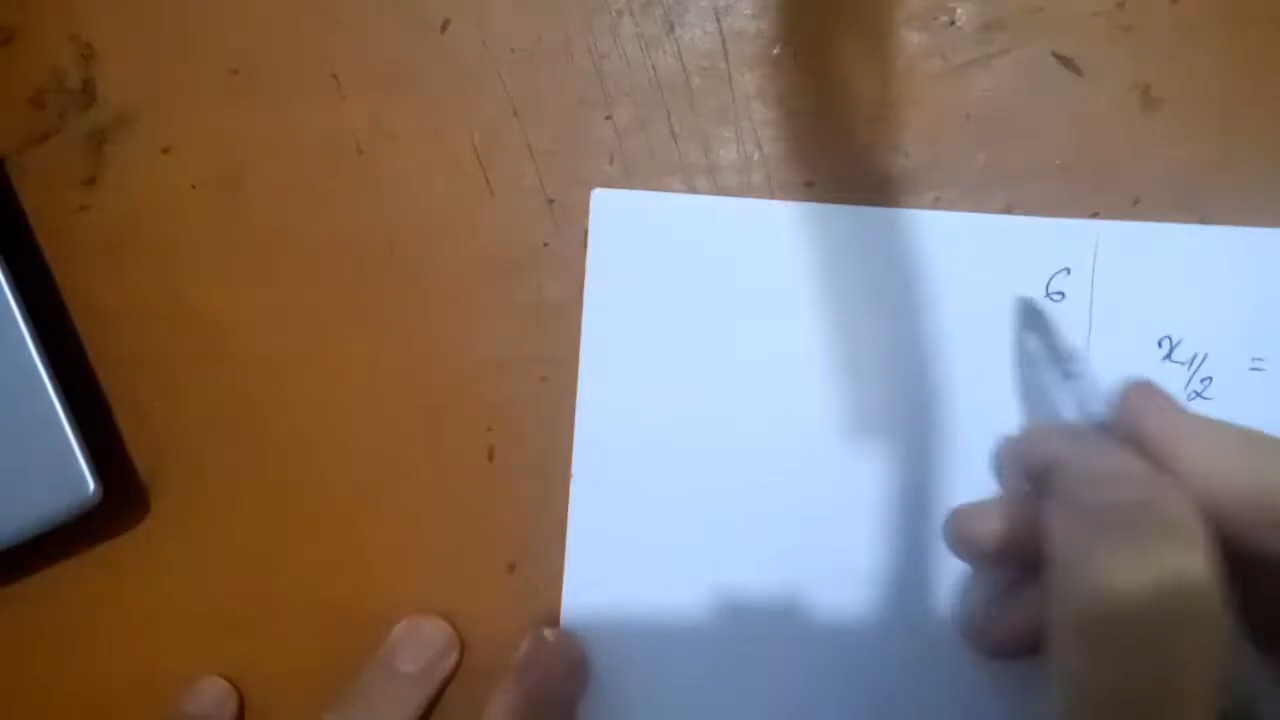 6
x1/2 =